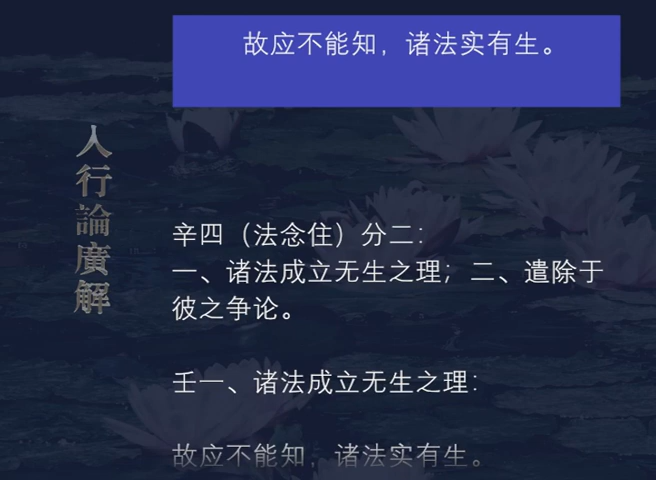 故应不能知，诸法实有生。
入行論廣解
辛四（法念住）分二：
一、诸法成立无生之理；二、遣除于
彼之争论。
壬一、诸法成立无生之理：
故应不能知，诸法实有生。